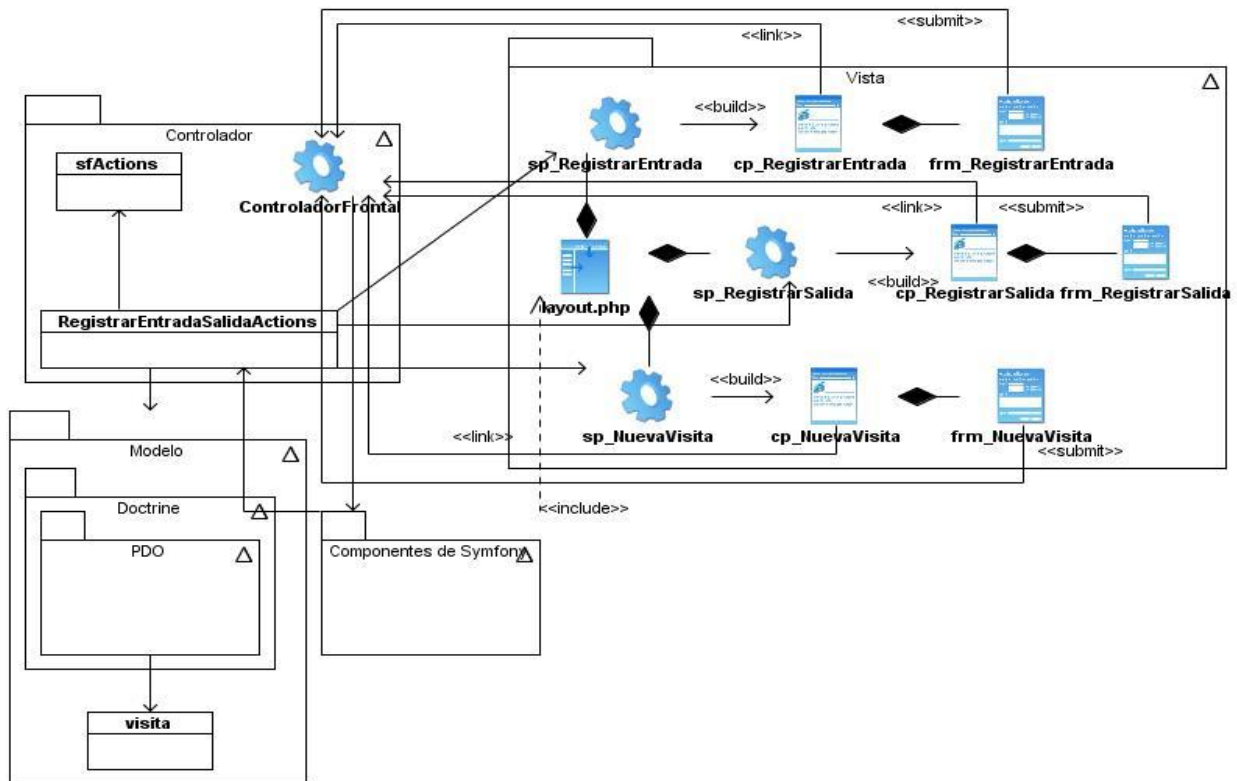 <<submit>>
<<link>>
Vista
<<build>>
Controlador
sfActions
sp_RegistrarEntrada
cp_RegistrarEntrada
frm_RegistrarEntrada
ControladorFrontal
<<link>>
<<submit>>
<<build>>
sp_RegistrarSalida
cp_RegistrarSalida
frm_RegistrarSalida
layout.php
RegistrarEntradaSalidaActions
<<build>>
sp_NuevaVisita
cp_NuevaVisita
frm_NuevaVisita
<<link>>
<<submit>>
Modelo
Doctrine
<<include>>
PDO
Componentes de Symfony
visita